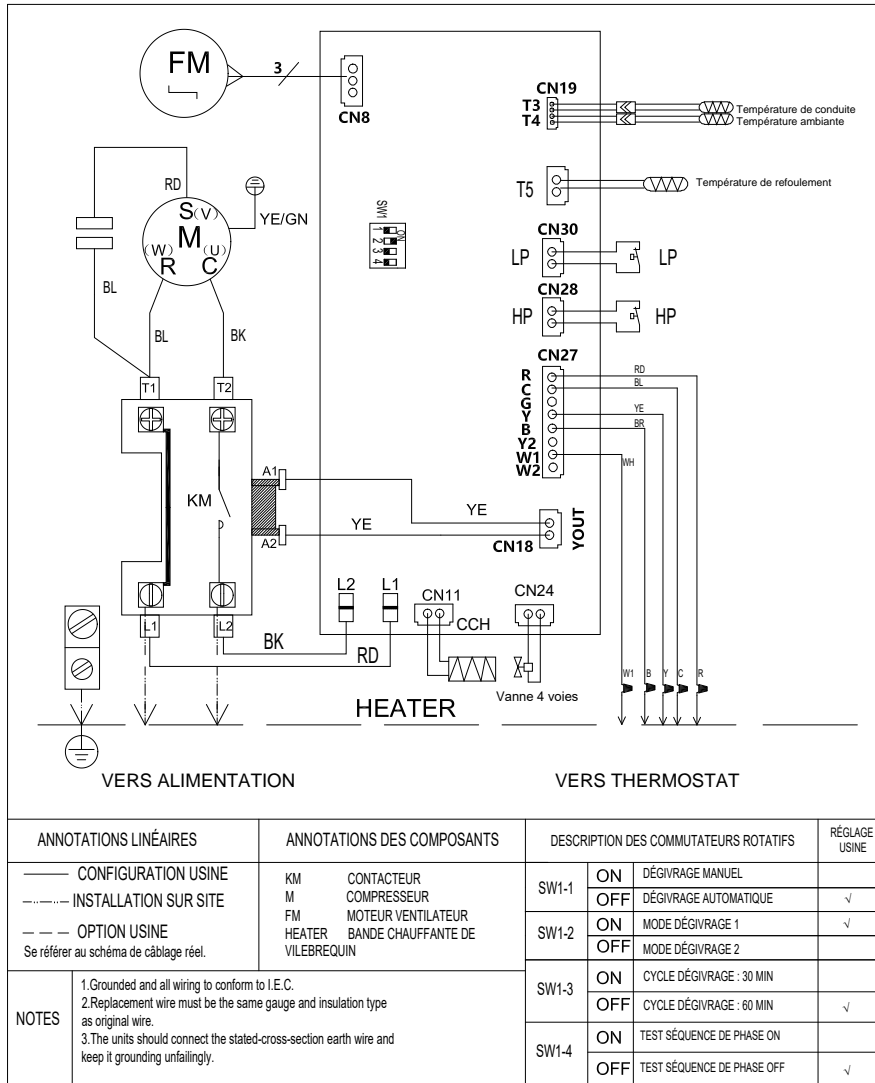 FM
3
CN8
CN19
T3
T4
Température de conduite
Température ambiante
T5
Température de refoulement
RD
YE/GN
S(V)
M
(W)
(U)
R
C
BL
BL
BK
SW1
ON
1
2
3
4
CN30
LP
LP
CN28
HP
HP
CN27
R
C
G
Y
B
Y2
W1
W2
RD
BL
YE
BR
WH
T1
T2
KM
A1
A2
YE
YE
CN18
YOUT
L1
L2
L2
L1
CN11
CCH
CN24
BK
RD
Vanne 4 voies
HEATER
W1
B
Y
C
R
VERS ALIMENTATION
VERS THERMOSTAT
ANNOTATIONS LINÉAIRES
CONFIGURATION USINE
INSTALLATION SUR SITE
OPTION USINE
Se référer au schéma de câblage réel.
ANNOTATIONS DES COMPOSANTS
KM CONTACTEUR
M COMPRESSEUR
FM MOTEUR VENTILATEUR
HEATER BANDE CHAUFFANTE DE
VILEBREQUIN
DESCRIPTION DES COMMUTATEURS ROTATIFS
RÉGLAGE
USINE
SW1-1
ON DÉGIVRAGE MANUEL
OFF DÉGIVRAGE AUTOMATIQUE √
SW1-2
ON MODE DÉGIVRAGE 1 √
OFF MODE DÉGIVRAGE 2
SW1-3
ON CYCLE DÉGIVRAGE : 30 MIN
OFF CYCLE DÉGIVRAGE : 60 MIN √
SW1-4
ON TEST SÉQUENCE DE PHASE ON
OFF TEST SÉQUENCE DE PHASE OFF √
NOTES
1.Grounded and all wiring to conform to I.E.C.
2.Replacement wire must be the same gauge and insulation type
as original wire.
3.The units should connect the stated-cross-section earth wire and
keep it grounding unfailingly.